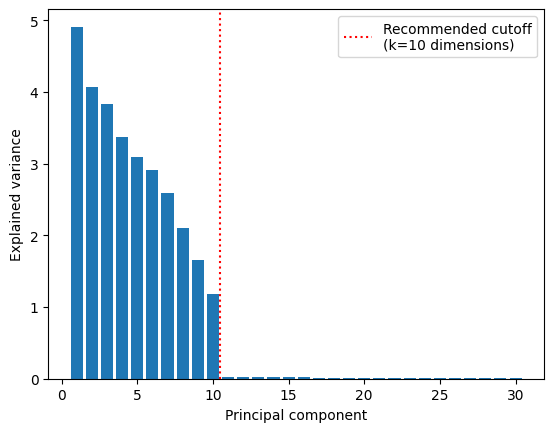 Recommended cutoff
(k=10 dimensions)
Explained variance
5
4
3
2
1
0
0 5 10 15 20 25 30
Principal component